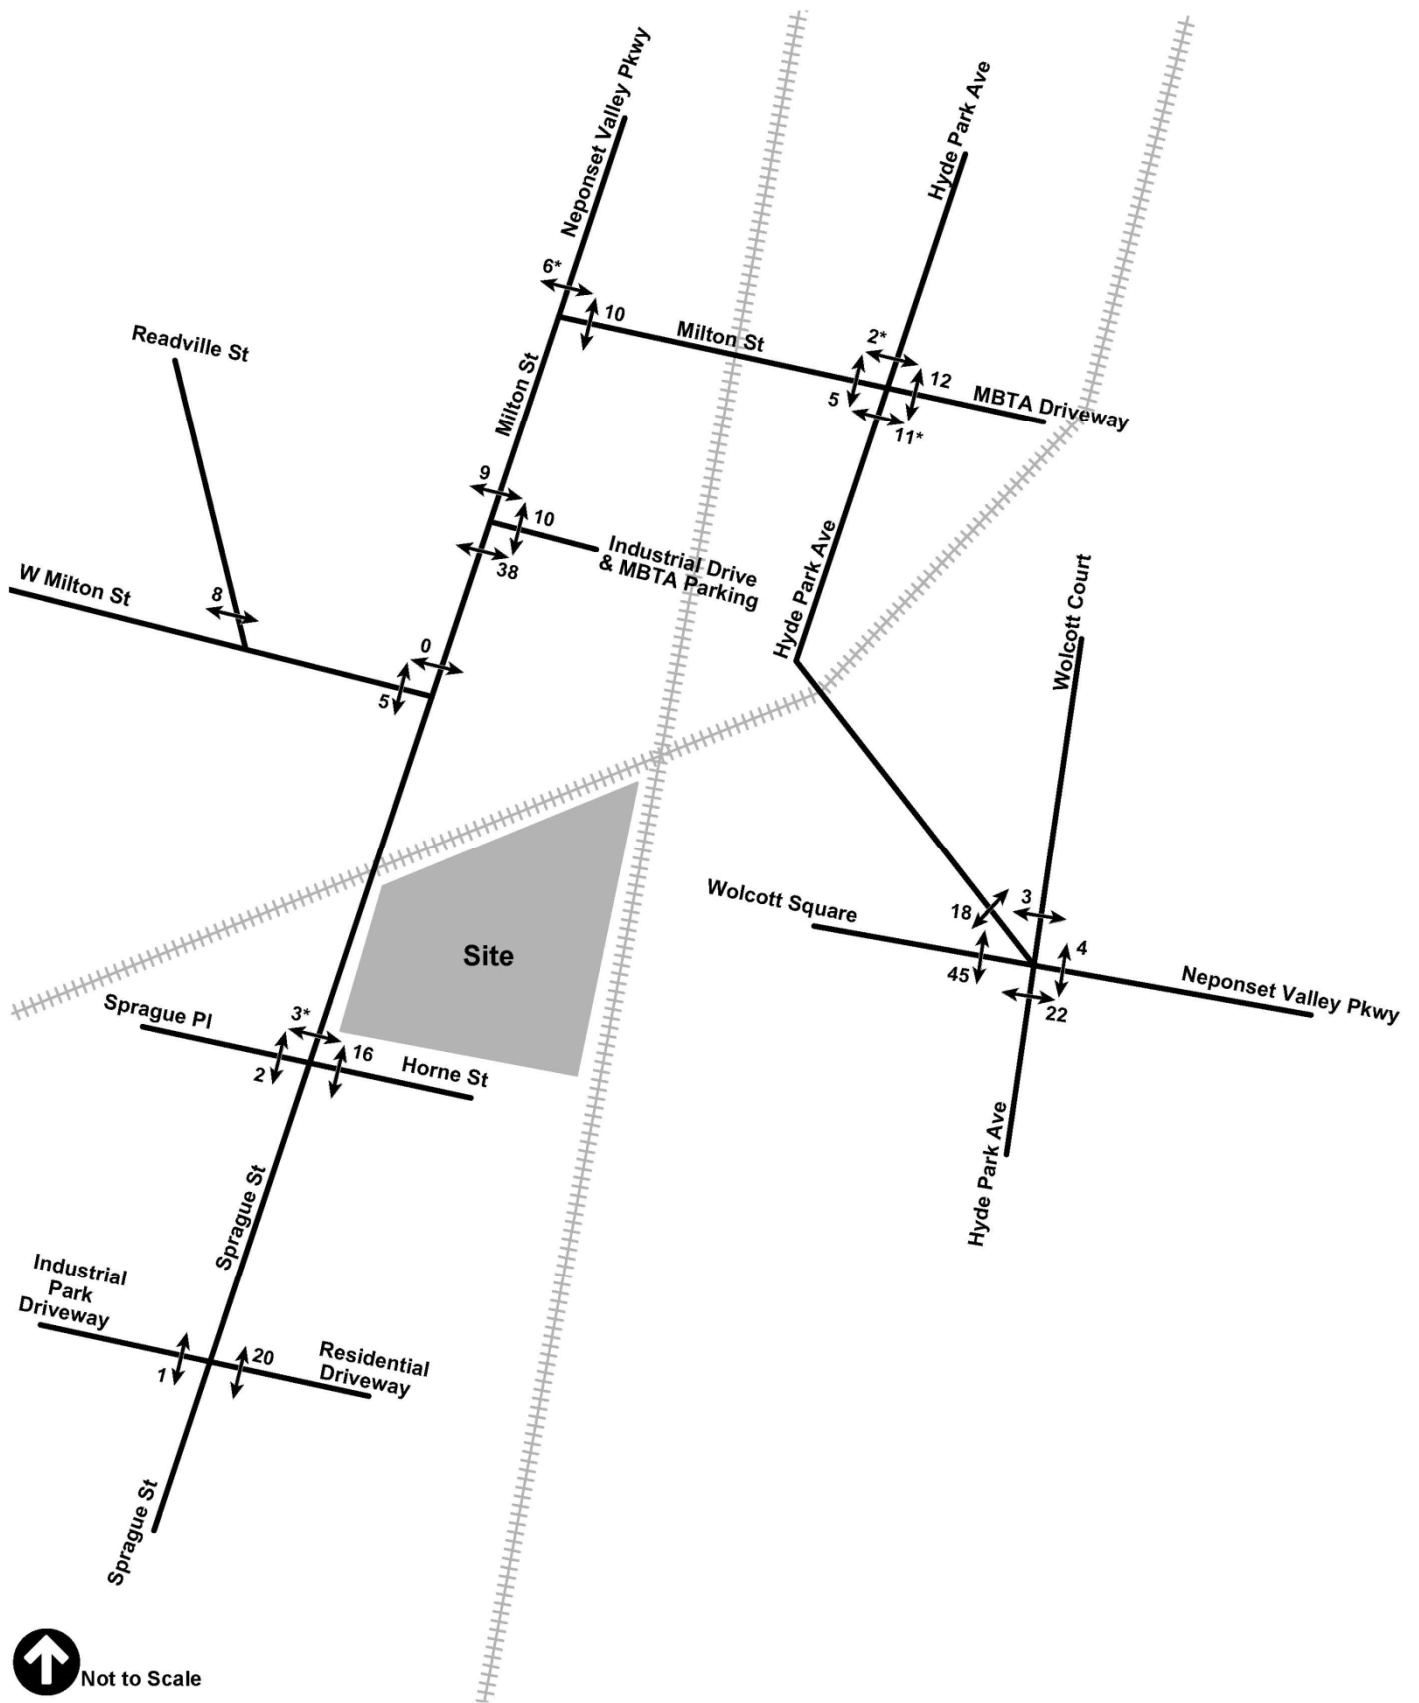 Neponset Valley Pkwy
Hyde Park Ave
6*
10
Milton St
2*
12
5
MBTA Driveway
11*
Readville St
Milton St
9
10
Industrial Drive
& MBTA Parking
38
Hyde Park Ave
Wolcott Court
W Milton St
8
0
5
Wolcott Square
18
3
4
45
22
Neponset Valley Pkwy
Site
Sprague Pl
3*
16
2
Horne St
Hyde Park Ave
Sprague St
Industrial
Park
Driveway
1
20
Residential
Driveway
Sprague St
Not to Scale